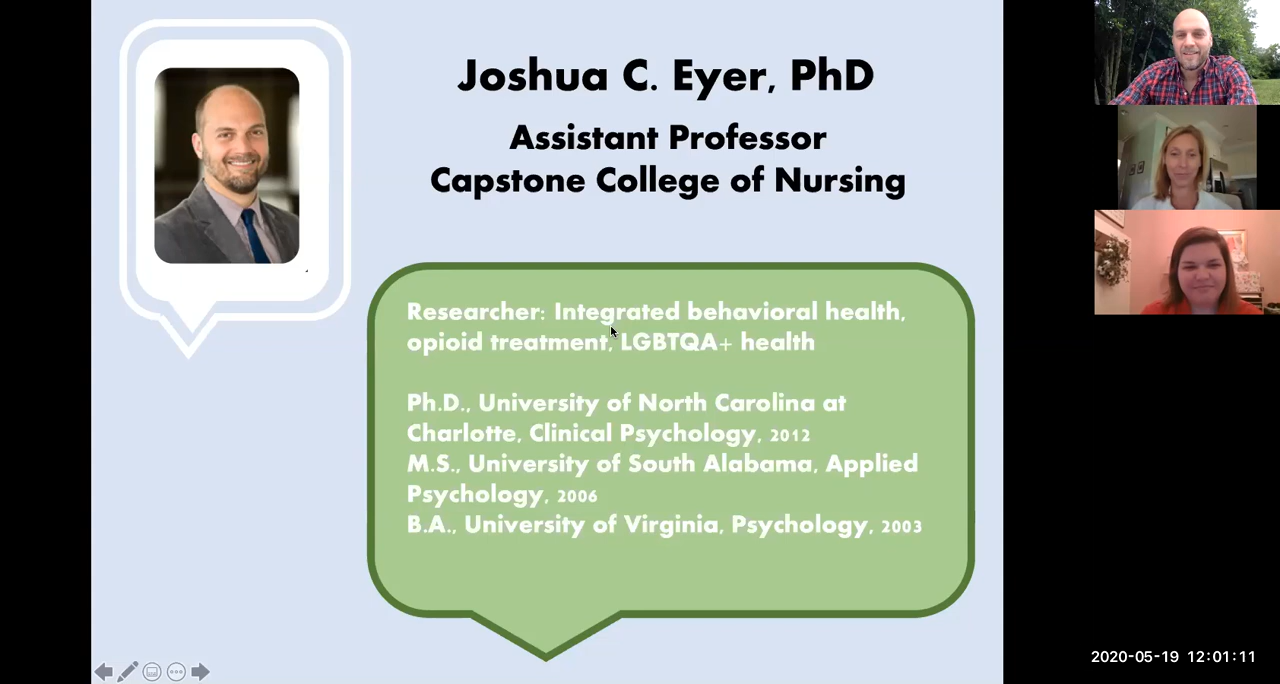 Joshua C. Eyer, PhD
Assistant Professor
Capstone College of Nursing
Researcher: Integrated behavioral health,
opioid treatment, LGBTQA+ health
Ph.D., University of North Carolina at
Charlotte, Clinical Psychology, 2012
M.S., University of South Alabama, Applied
Psychology, 2006
B.A., University of Virginia, Psychology, 2003
2020-05-19 12:01:11